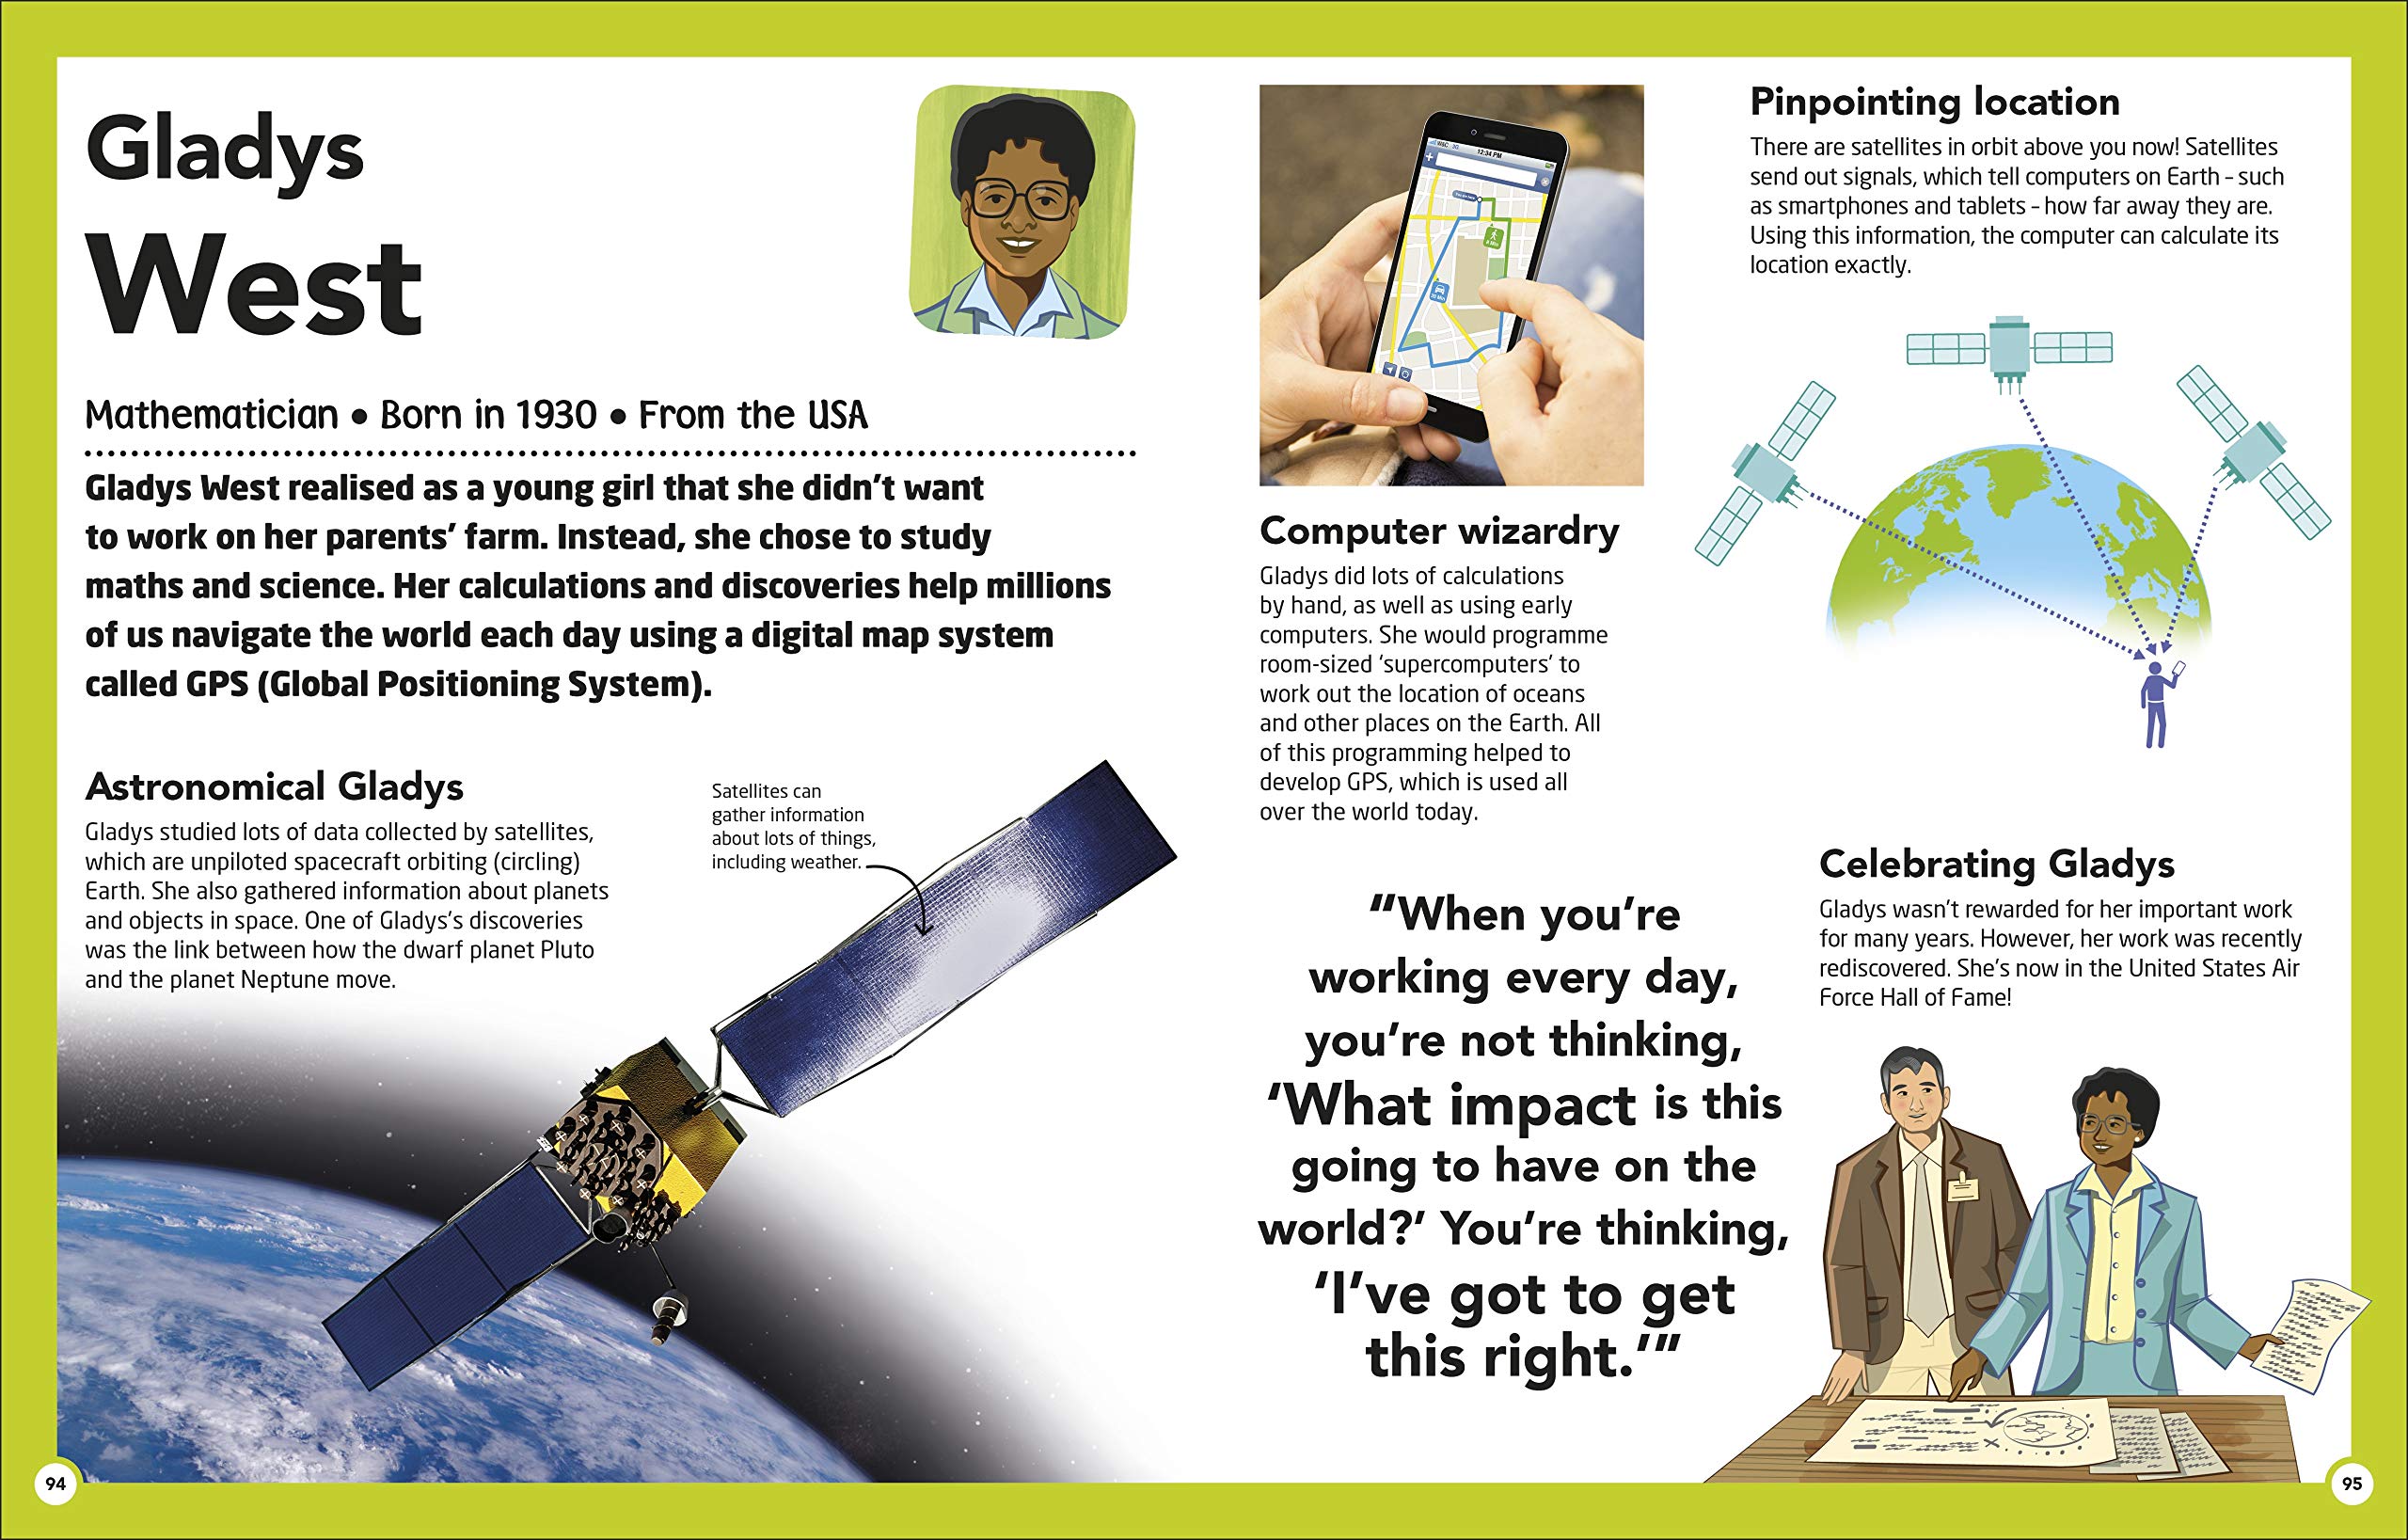 Gladys
West
Mathematician • Born in 1930 • From the USA
Gladys West realised as a young girl that she didn't want
to work on her parents' farm. Instead, she chose to study
maths and science. Her calculations and discoveries help millions
of us navigate the world each day using a digital map system
called GPS (Global Positioning System).
Astronomical Gladys
Gladys studied lots of data collected by satellites,
which are unpiloted spacecraft orbiting (circling)
Earth. She also gathered information about planets
and objects in space. One of Gladys's discoveries
was the link between how the dwarf planet Pluto
and the planet Neptune move.
Satellites can
gather information
about lots of things,
including weather.
94
12:34 PM
Computer wizardry
Gladys did lots of calculations
by hand, as well as using early
computers. She would programme
room-sized 'supercomputers' to
work out the location of oceans
and other places on the Earth. All
of this programming helped to
develop GPS, which is used all
over the world today.
"When you're
working every day,
you're not thinking,
'What impact is this
going to have on the
world?' You're thinking,
'I've got to get
this right.'"
Pinpointing location
There are satellites in orbit above you now! Satellites
send out signals, which tell computers on Earth – such
as smartphones and tablets – how far away they are.
Using this information, the computer can calculate its
location exactly.
Celebrating Gladys
Gladys wasn't rewarded for her important work
for many years. However, her work was recently
rediscovered. She's now in the United States Air
Force Hall of Fame!
95